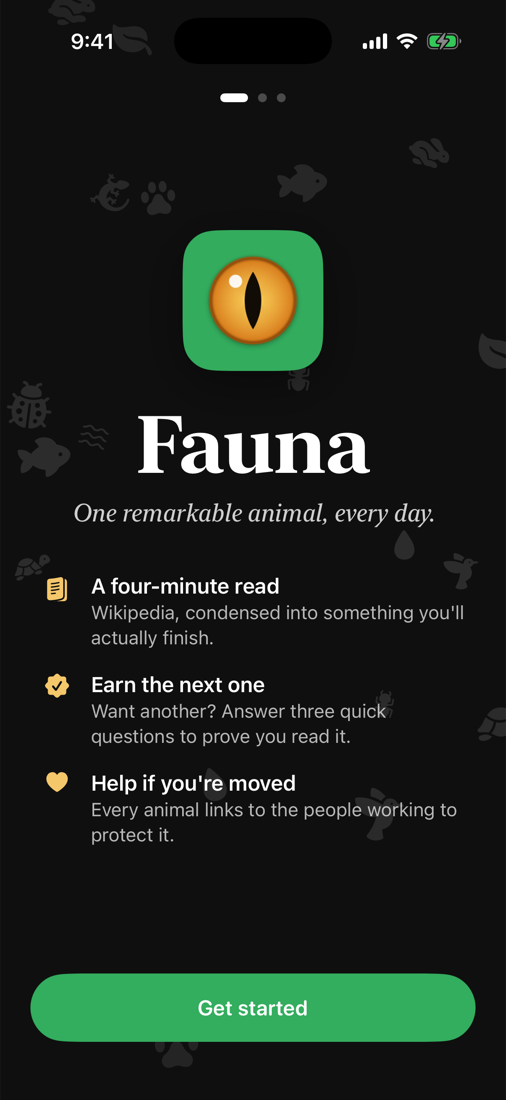 9:41
Fauna
One remarkable animal, every day.
A four-minute read
Wikipedia, condensed into something you'll
actually finish.
Earn the next one
Want another? Answer three quick
questions to prove you read it.
Help if you're moved
Every animal links to the people working to
protect it.
Get started